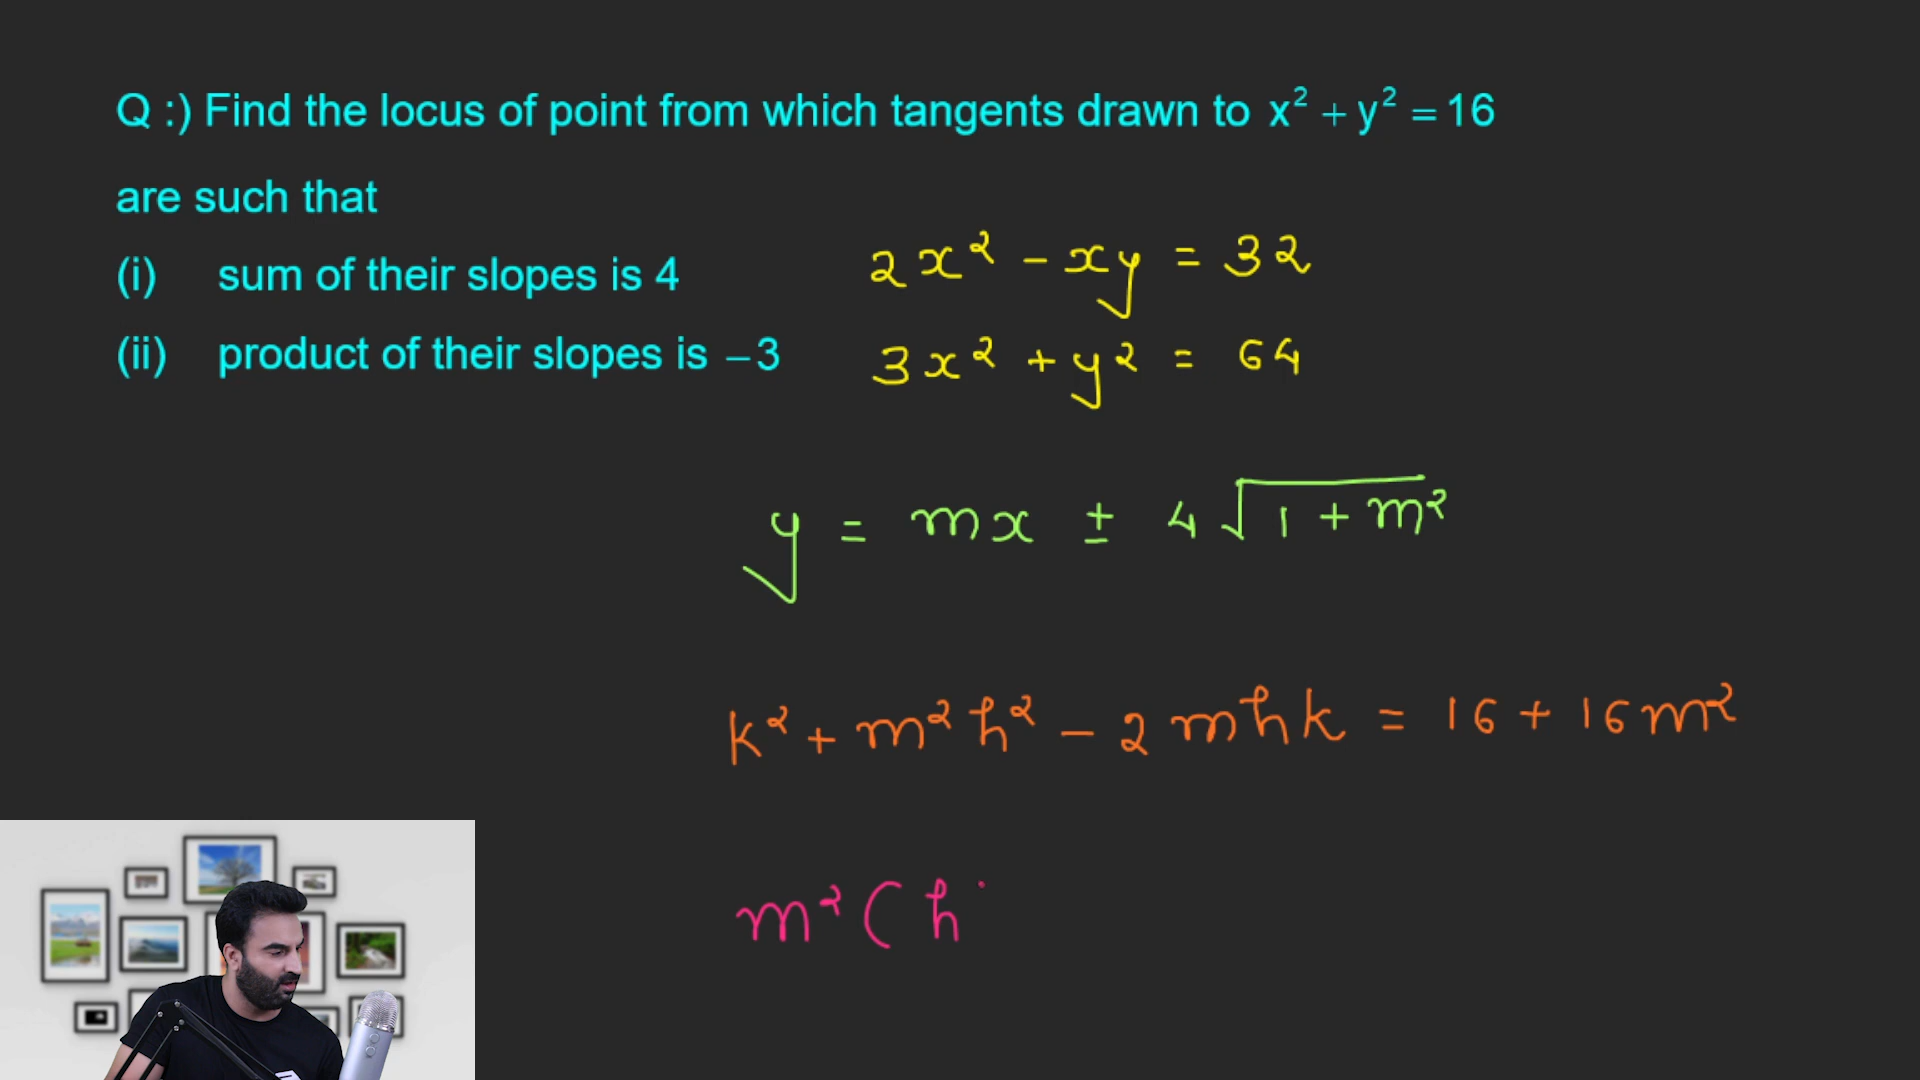 Q :) Find the locus of point from which tangents drawn to x² + y² = 16
are such that
(i) sum of their slopes is 4
2x² - xy = 32
(ii) product of their slopes is – 3
3x² + y² = 64
y = mx ± 4√1 + m²
k² + m²h² - 2mhk = 16 + 16m²
m² ( h